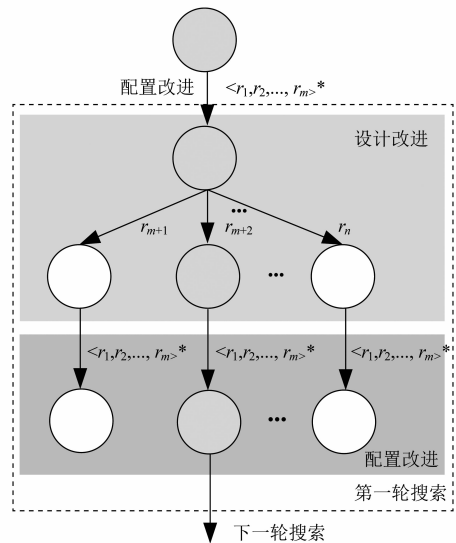 配置改进 <r1,r2,..., rm>*
设计改进
...
rm+1 rm+2 rn
...
<r1,r2,..., rm>* <r1,r2,..., rm>* <r1,r2,..., rm>*
...
配置改进
第一轮搜索
下一轮搜索